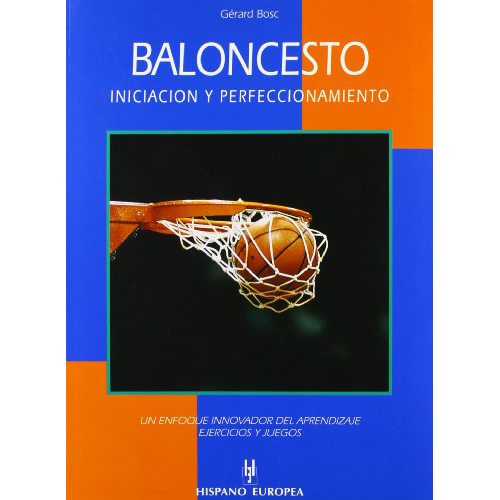 Gérard Bosc
BALONCESTO
INICIACION Y PERFECCIONAMIENTO
UN ENFOQUE INNOVADOR DEL APRENDIZAJE
EJERCICIOS Y JUEGOS
HISPANO EUROPEA